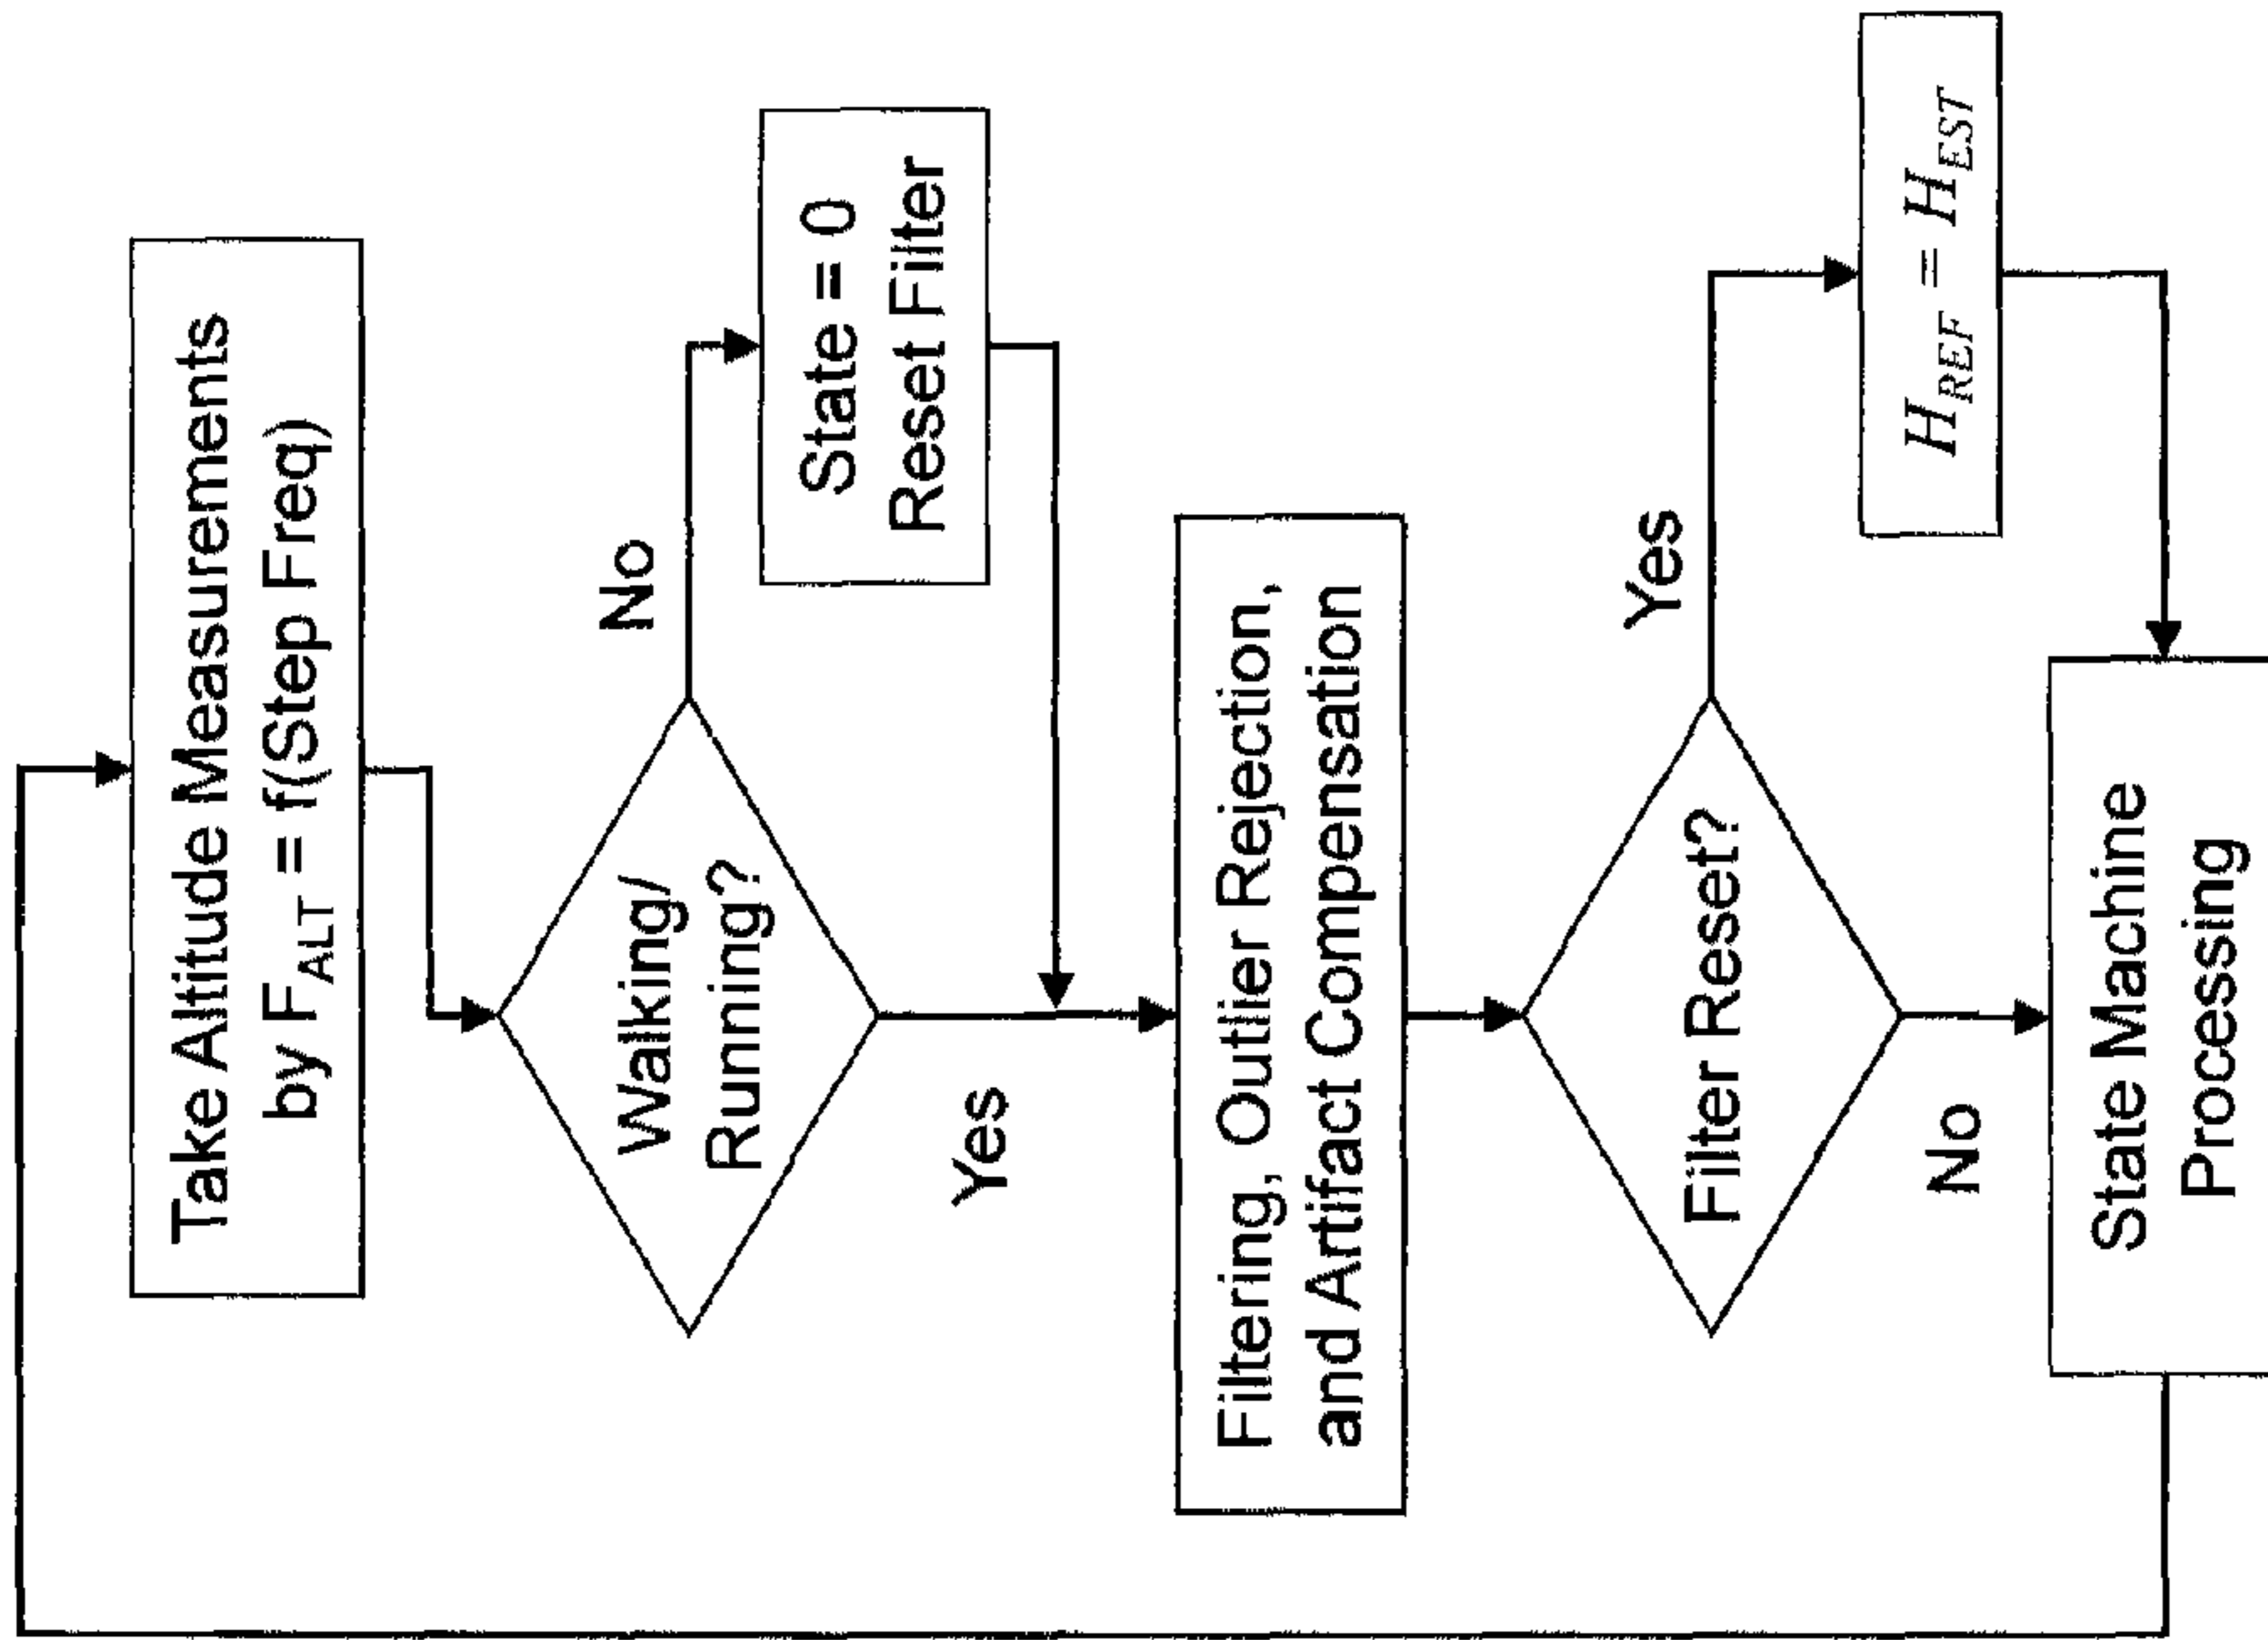 Take Altitude Measurements
by F_ALT = f(Step Freq)
Walking/
Running?
No
State = 0
Reset Filter
Yes
Filtering, Outlier Rejection,
and Artifact Compensation
Filter Reset?
Yes
H_REF = H_EST
No
State Machine
Processing